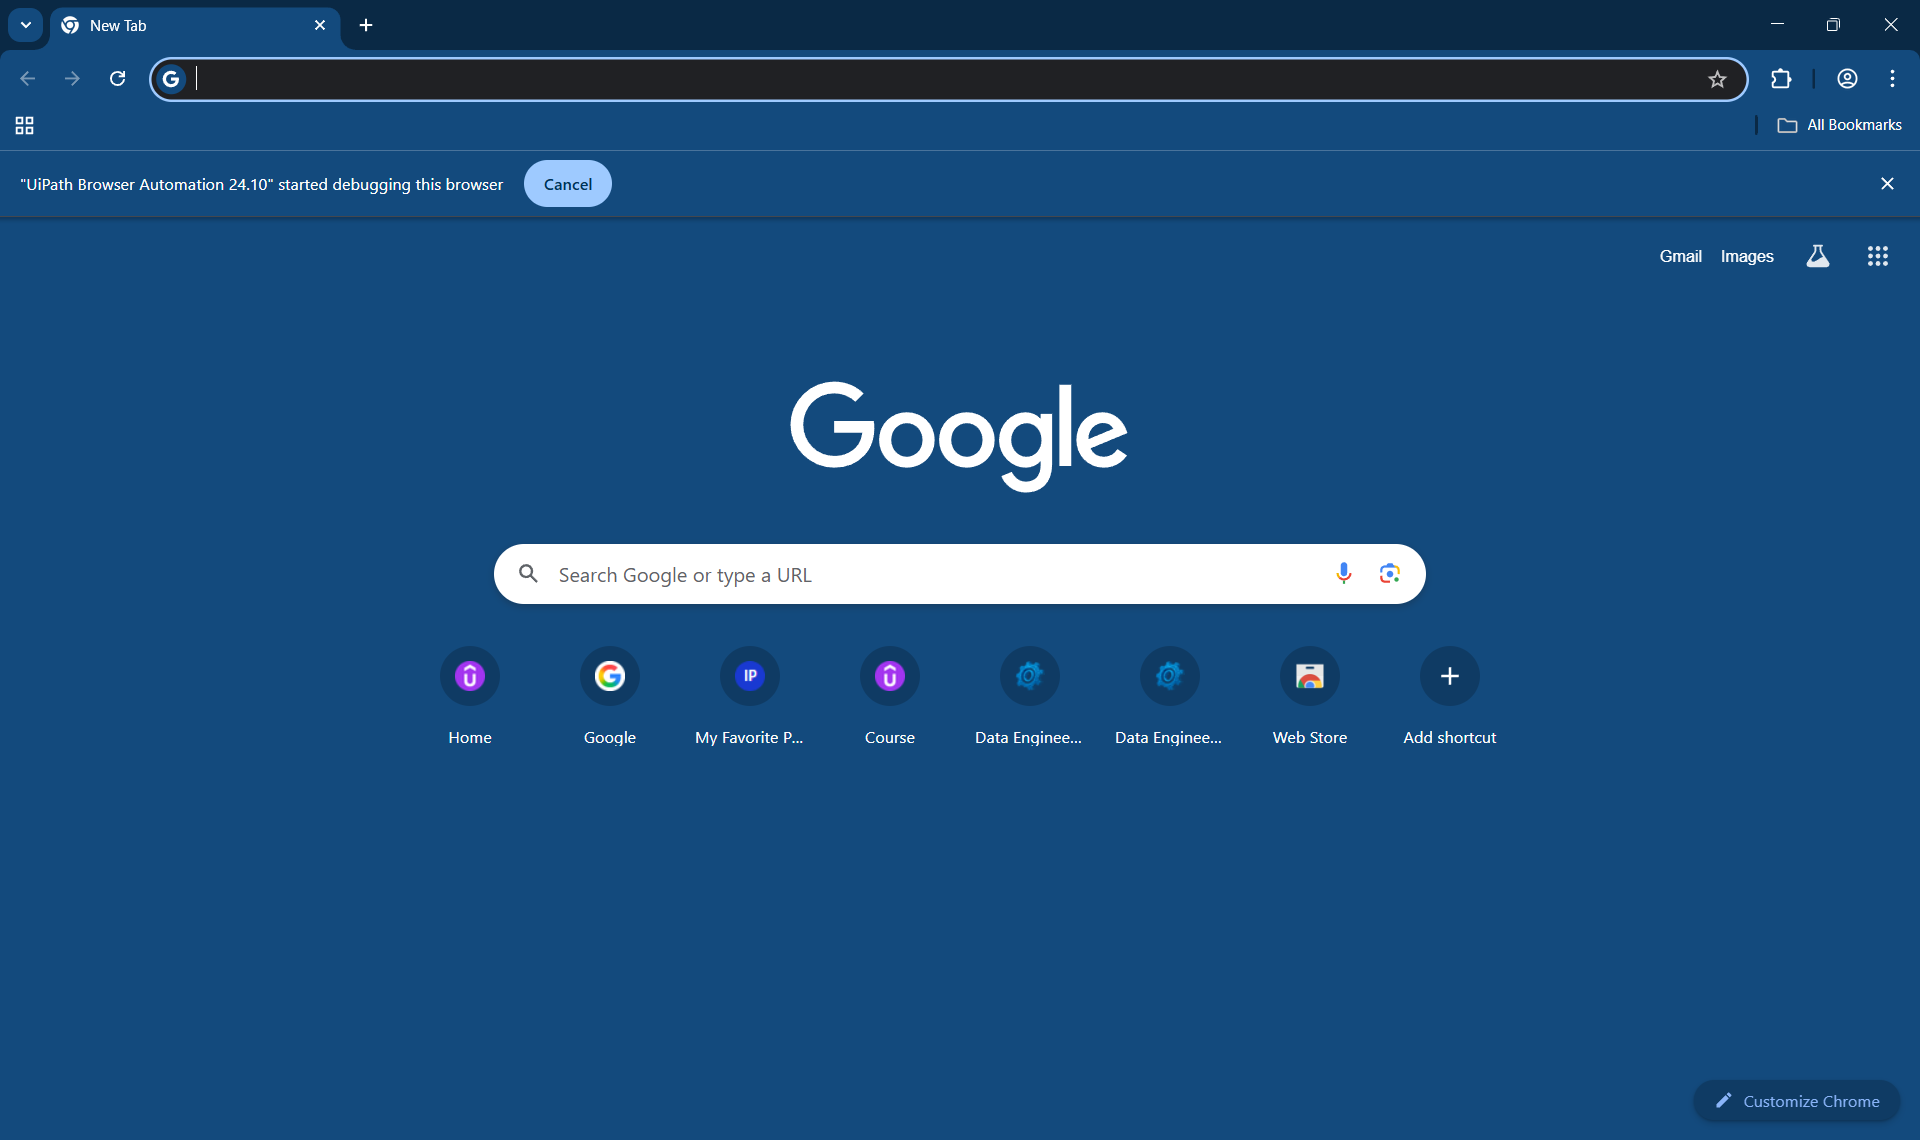 New Tab
All Bookmarks
"UiPath Browser Automation 24.10" started debugging this browser Cancel
Gmail Images
Google
Search Google or type a URL
IP
Home Google My Favorite P... Course Data Enginee... Data Enginee... Web Store Add shortcut
Customize Chrome